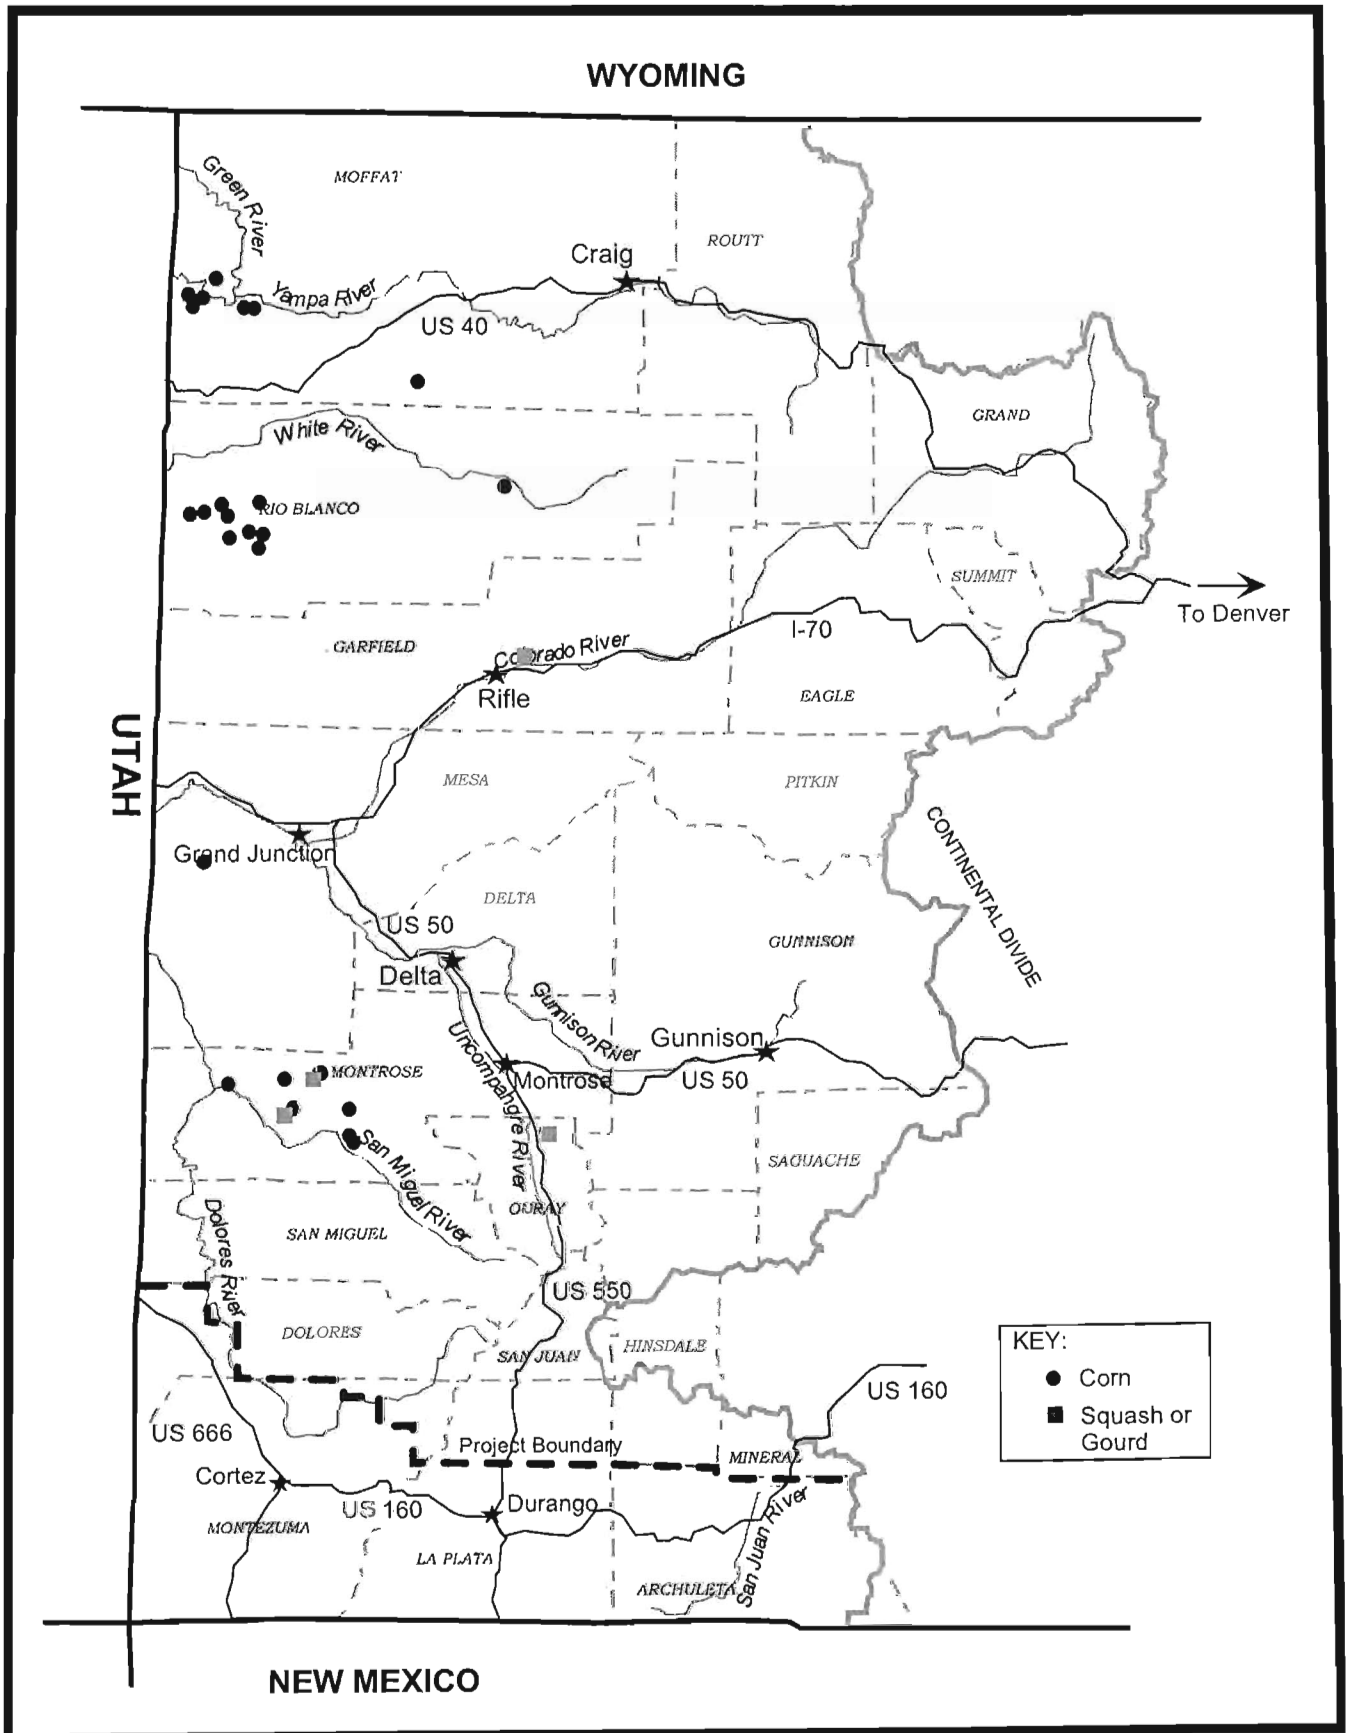 WYOMING
MOFFAT
Green River
ROUTT
Craig
Yampa River
US 40
GRAND
White River
RIO BLANCO
SUMMIT
To Denver
I-70
GARFIELD
Colorado River
Rifle
EAGLE
UTAH
MESA
PITKIN
CONTINENTAL DIVIDE
Grand Junction
DELTA
US 50
GUNNISON
Delta
Gunnison River
Gunnison
Uncompahgre River
MONTROSE
Montrose
US 50
San Miguel River
SAGUACHE
OURAY
Dolores River
SAN MIGUEL
US 550
DOLORES
SAN JUAN
HINSDALE
KEY:
Corn
Squash or
Gourd
US 160
US 666
Project Boundary
MINERAL
Cortez
US 160
Durango
San Juan River
MONTEZUMA
LA PLATA
ARCHULETA
NEW MEXICO